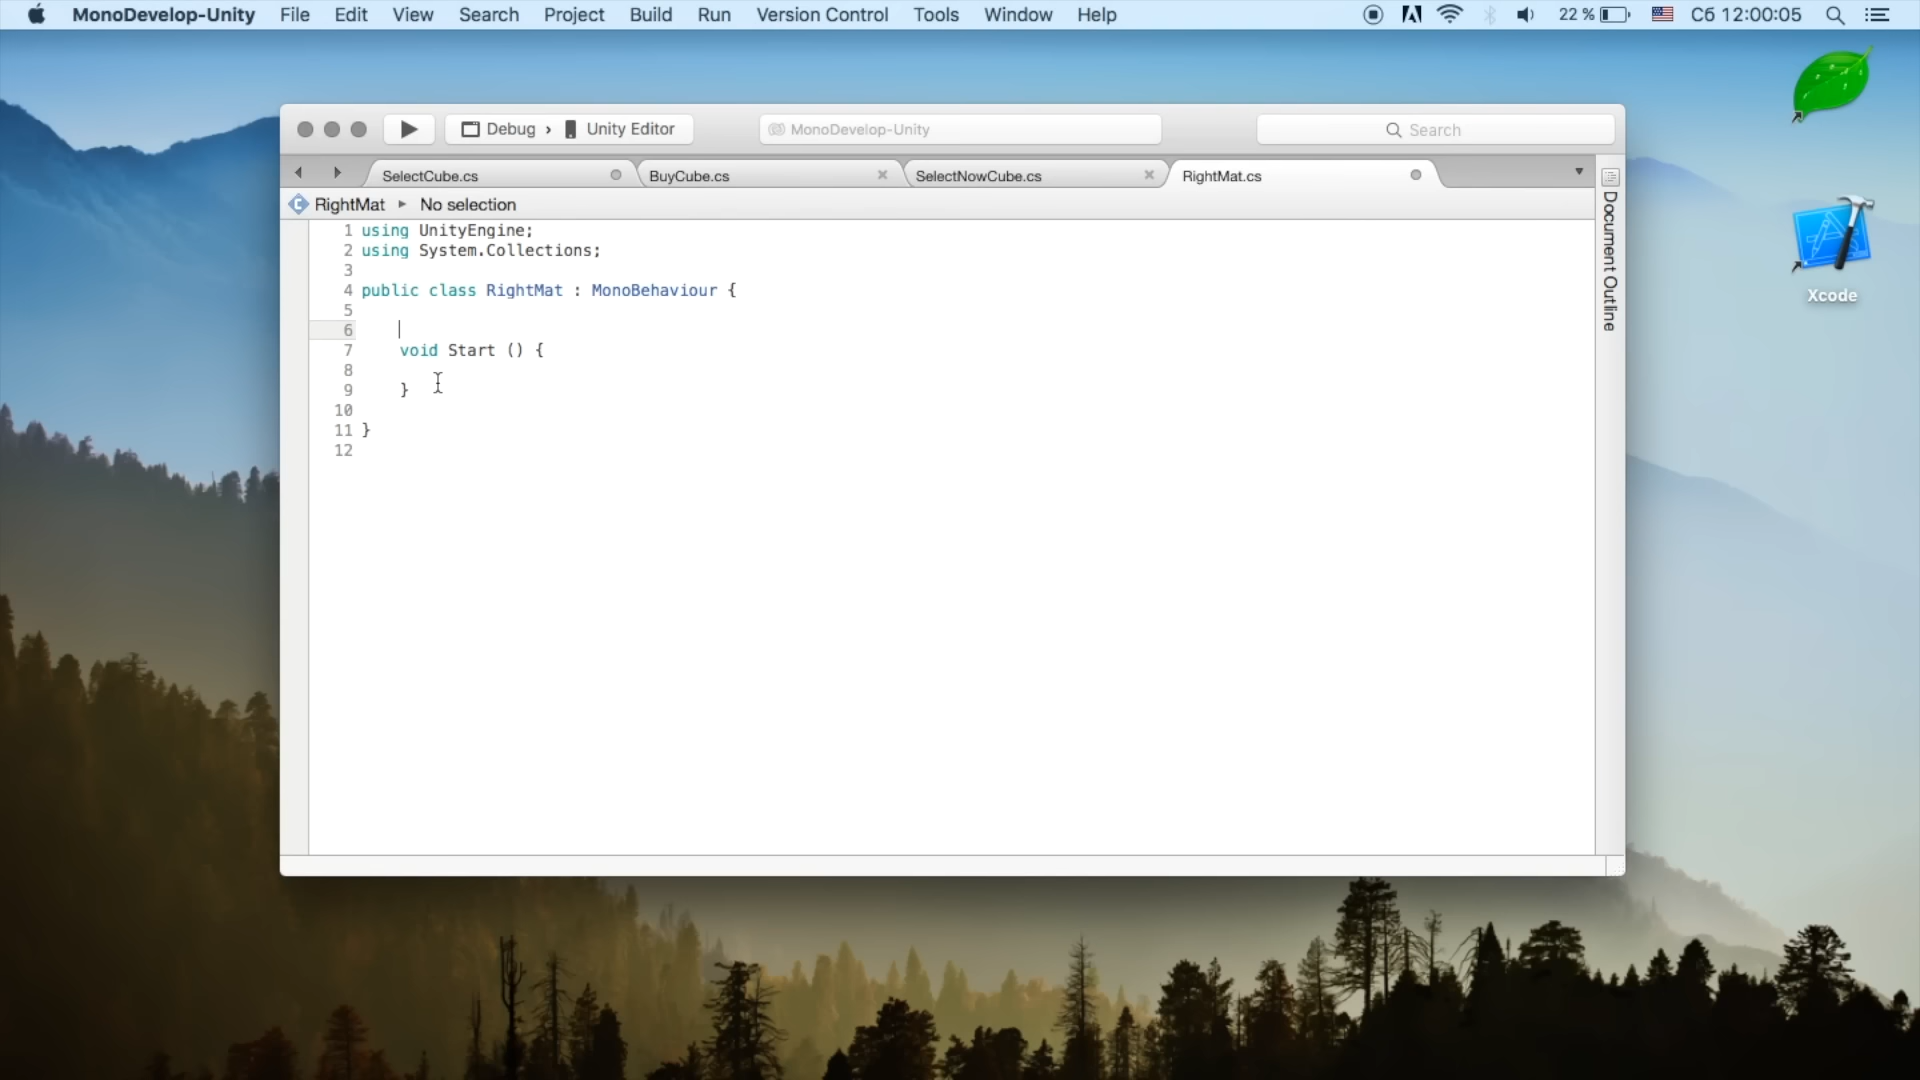 MonoDevelop-Unity File Edit View Search Project Build Run Version Control Tools Window Help 22 % Сб 12:00:05
Debug › Unity Editor MonoDevelop-Unity Search
SelectCube.cs BuyCube.cs SelectNowCube.cs RightMat.cs
RightMat No selection
1 using UnityEngine;
2 using System.Collections;
3
4 public class RightMat : MonoBehaviour {
5
6
7 void Start () {
8
9 }
10
11 }
12
Document Outline
Xcode